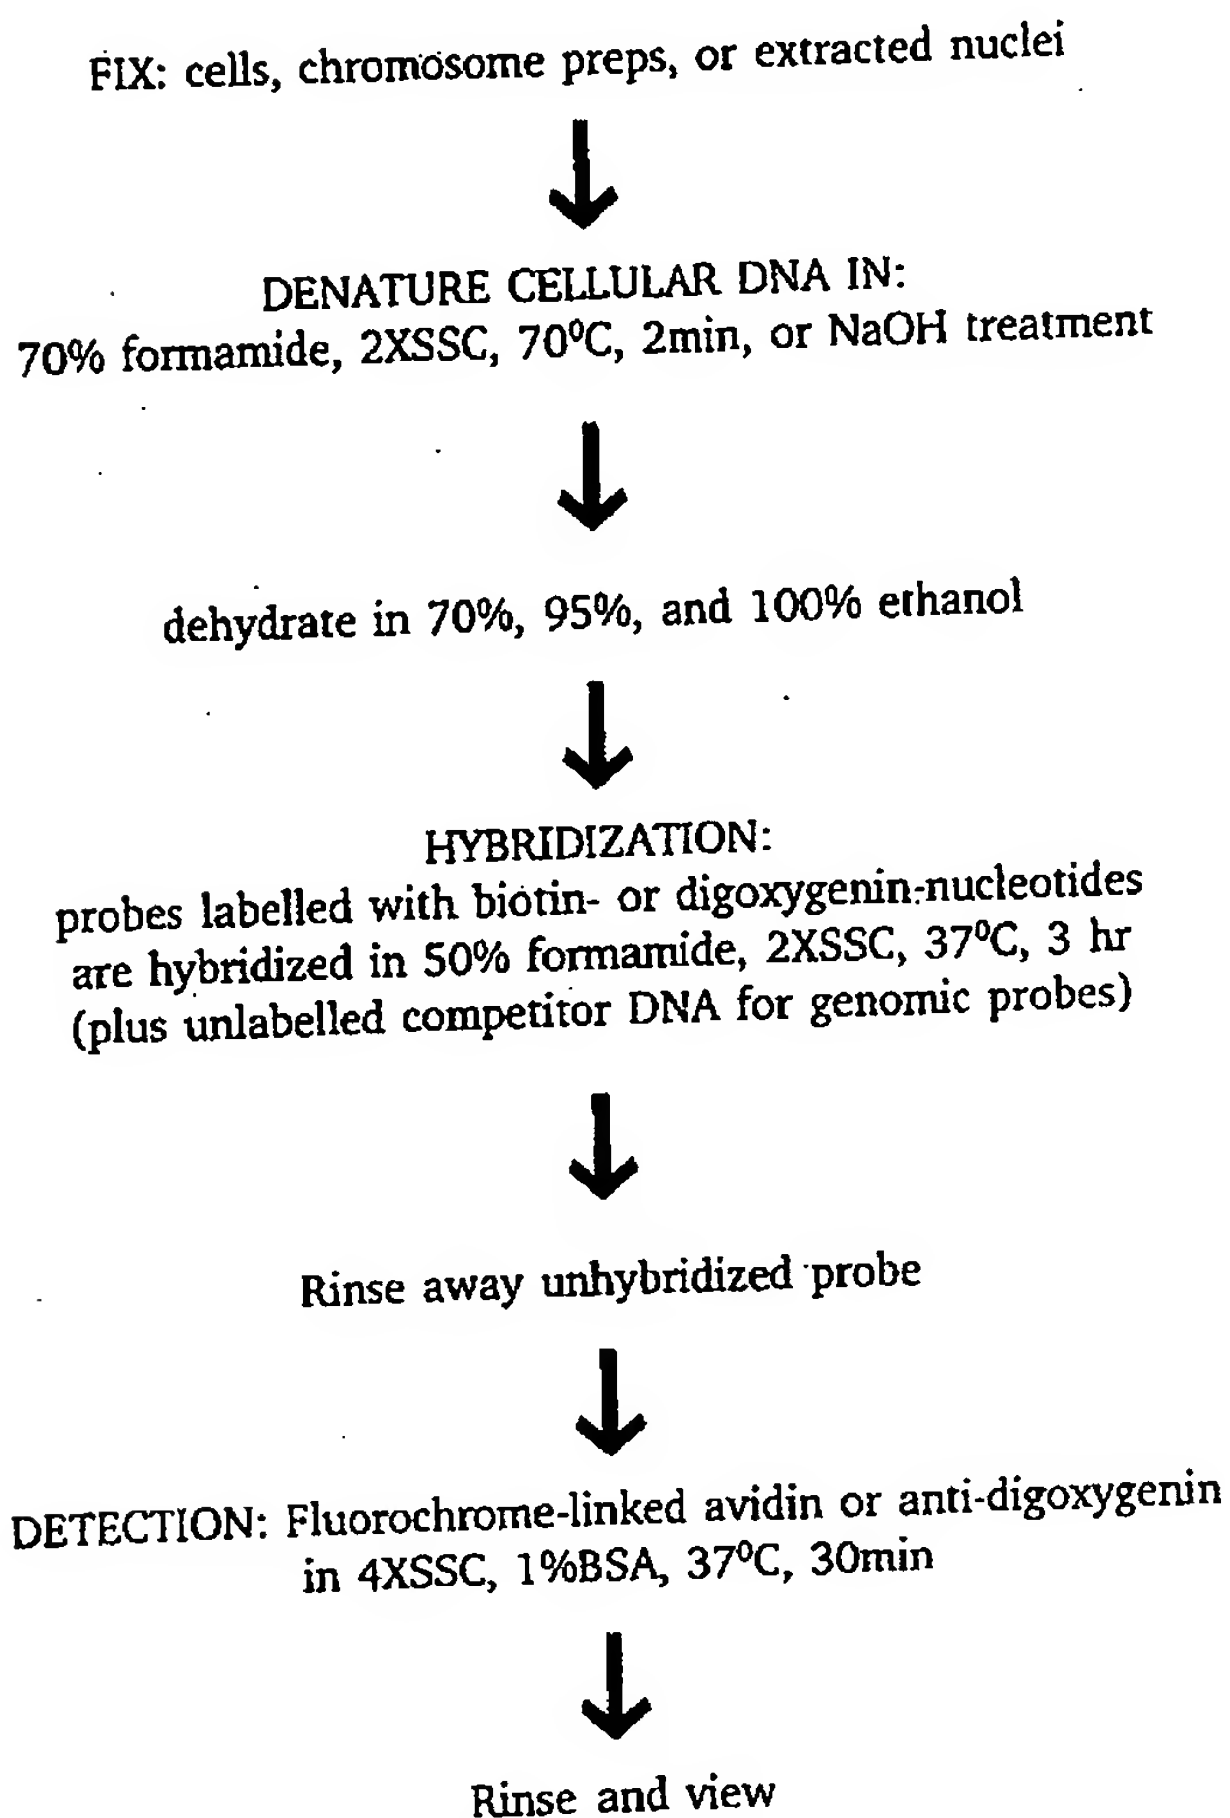 FIX: cells, chromosome preps, or extracted nuclei
DENATURE CELLULAR DNA IN:
70% formamide, 2XSSC, 70⁰C, 2min, or NaOH treatment
dehydrate in 70%, 95%, and 100% ethanol
HYBRIDIZATION:
probes labelled with biotin- or digoxygenin-nucleotides
are hybridized in 50% formamide, 2XSSC, 37⁰C, 3 hr
(plus unlabelled competitor DNA for genomic probes)
Rinse away unhybridized probe
DETECTION: Fluorochrome-linked avidin or anti-digoxygenin
in 4XSSC, 1%BSA, 37⁰C, 30min
Rinse and view